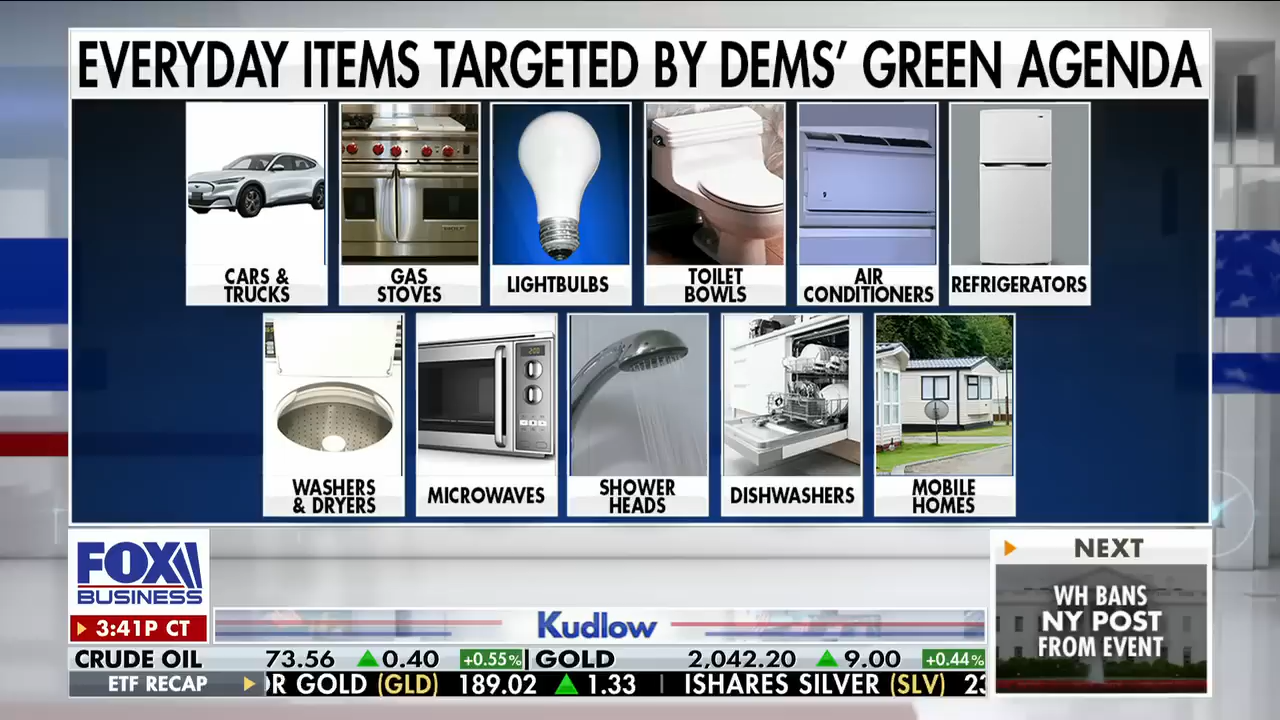 EVERYDAY ITEMS TARGETED BY DEMS' GREEN AGENDA
CARS &
TRUCKS
GAS
STOVES
LIGHTBULBS
TOILET
BOWLS
AIR
CONDITIONERS
REFRIGERATORS
WASHERS
& DRYERS
MICROWAVES
SHOWER
HEADS
DISHWASHERS
MOBILE
HOMES
FOX
BUSINESS
3:41P CT
Kudlow
NEXT
WH BANS
NY POST
FROM EVENT
CRUDE OIL 73.56 0.40 +0.55% GOLD 2,042.20 9.00 +0.44%
ETF RECAP R GOLD (GLD) 189.02 1.33 ISHARES SILVER (SLV) 23